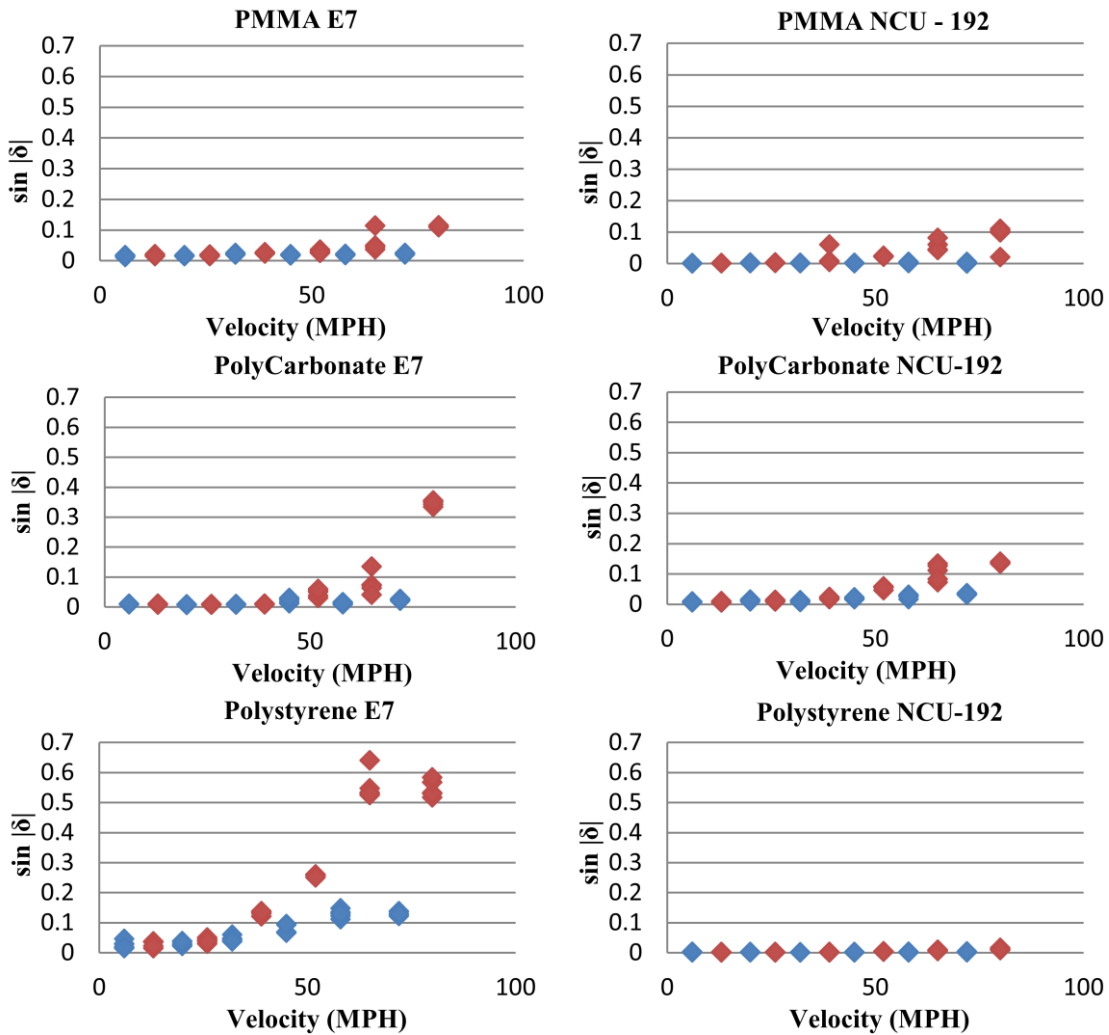 PMMA E7
0.7
0.6
0.5
0.4
0.3
0.2
0.1
0
sin |δ|
0 50 100
Velocity (MPH)
PMMA NCU - 192
0.7
0.6
0.5
0.4
0.3
0.2
0.1
0
sin |δ|
0 50 100
Velocity (MPH)
PolyCarbonate E7
0.7
0.6
0.5
0.4
0.3
0.2
0.1
0
sin |δ|
0 50 100
Velocity (MPH)
PolyCarbonate NCU-192
0.7
0.6
0.5
0.4
0.3
0.2
0.1
0
sin |δ|
0 50 100
Velocity (MPH)
Polystyrene E7
0.7
0.6
0.5
0.4
0.3
0.2
0.1
0
sin |δ|
0 50 100
Velocity (MPH)
Polystyrene NCU-192
0.7
0.6
0.5
0.4
0.3
0.2
0.1
0
sin |δ|
0 50 100
Velocity (MPH)